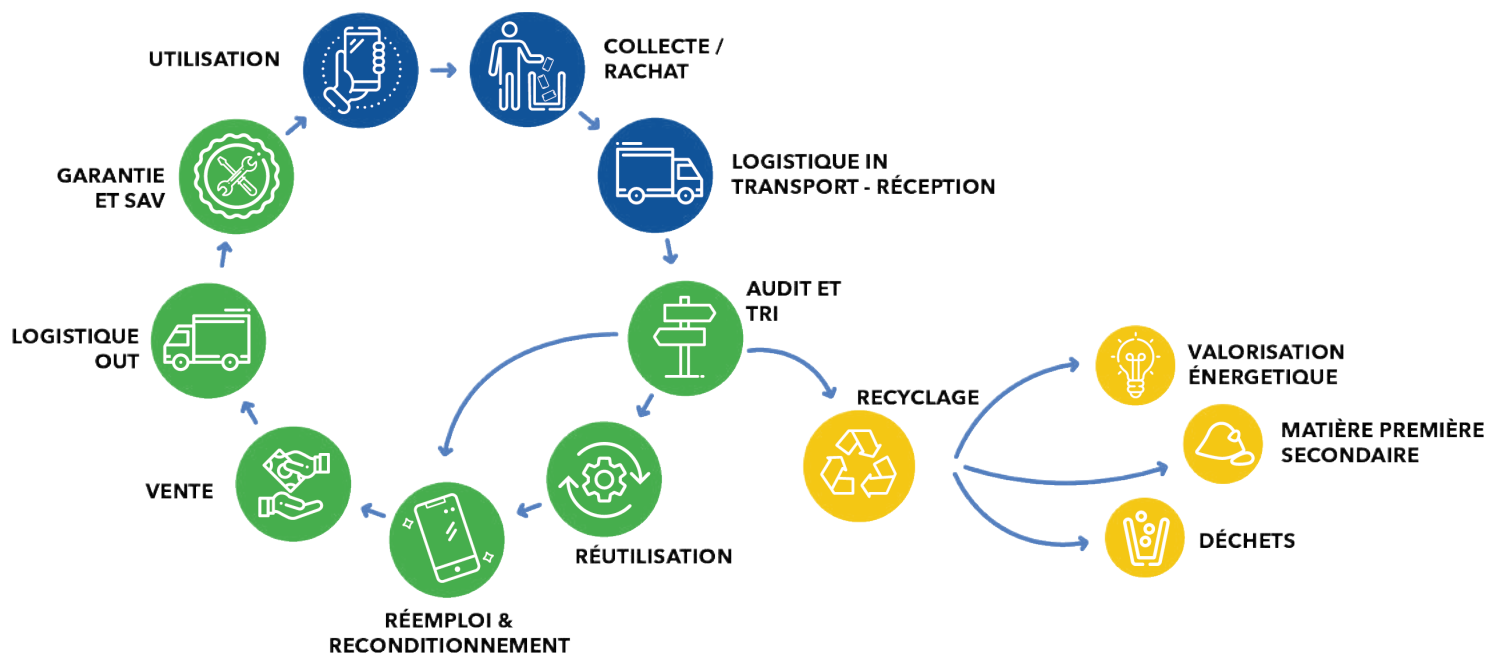 UTILISATION
COLLECTE /
RACHAT
GARANTIE
ET SAV
LOGISTIQUE IN
TRANSPORT - RÉCEPTION
AUDIT ET
TRI
LOGISTIQUE
OUT
RECYCLAGE
VALORISATION
ÉNERGETIQUE
MATIÈRE PREMIÈRE
SECONDAIRE
DÉCHETS
VENTE
RÉUTILISATION
RÉEMPLOI &
RECONDITIONNEMENT